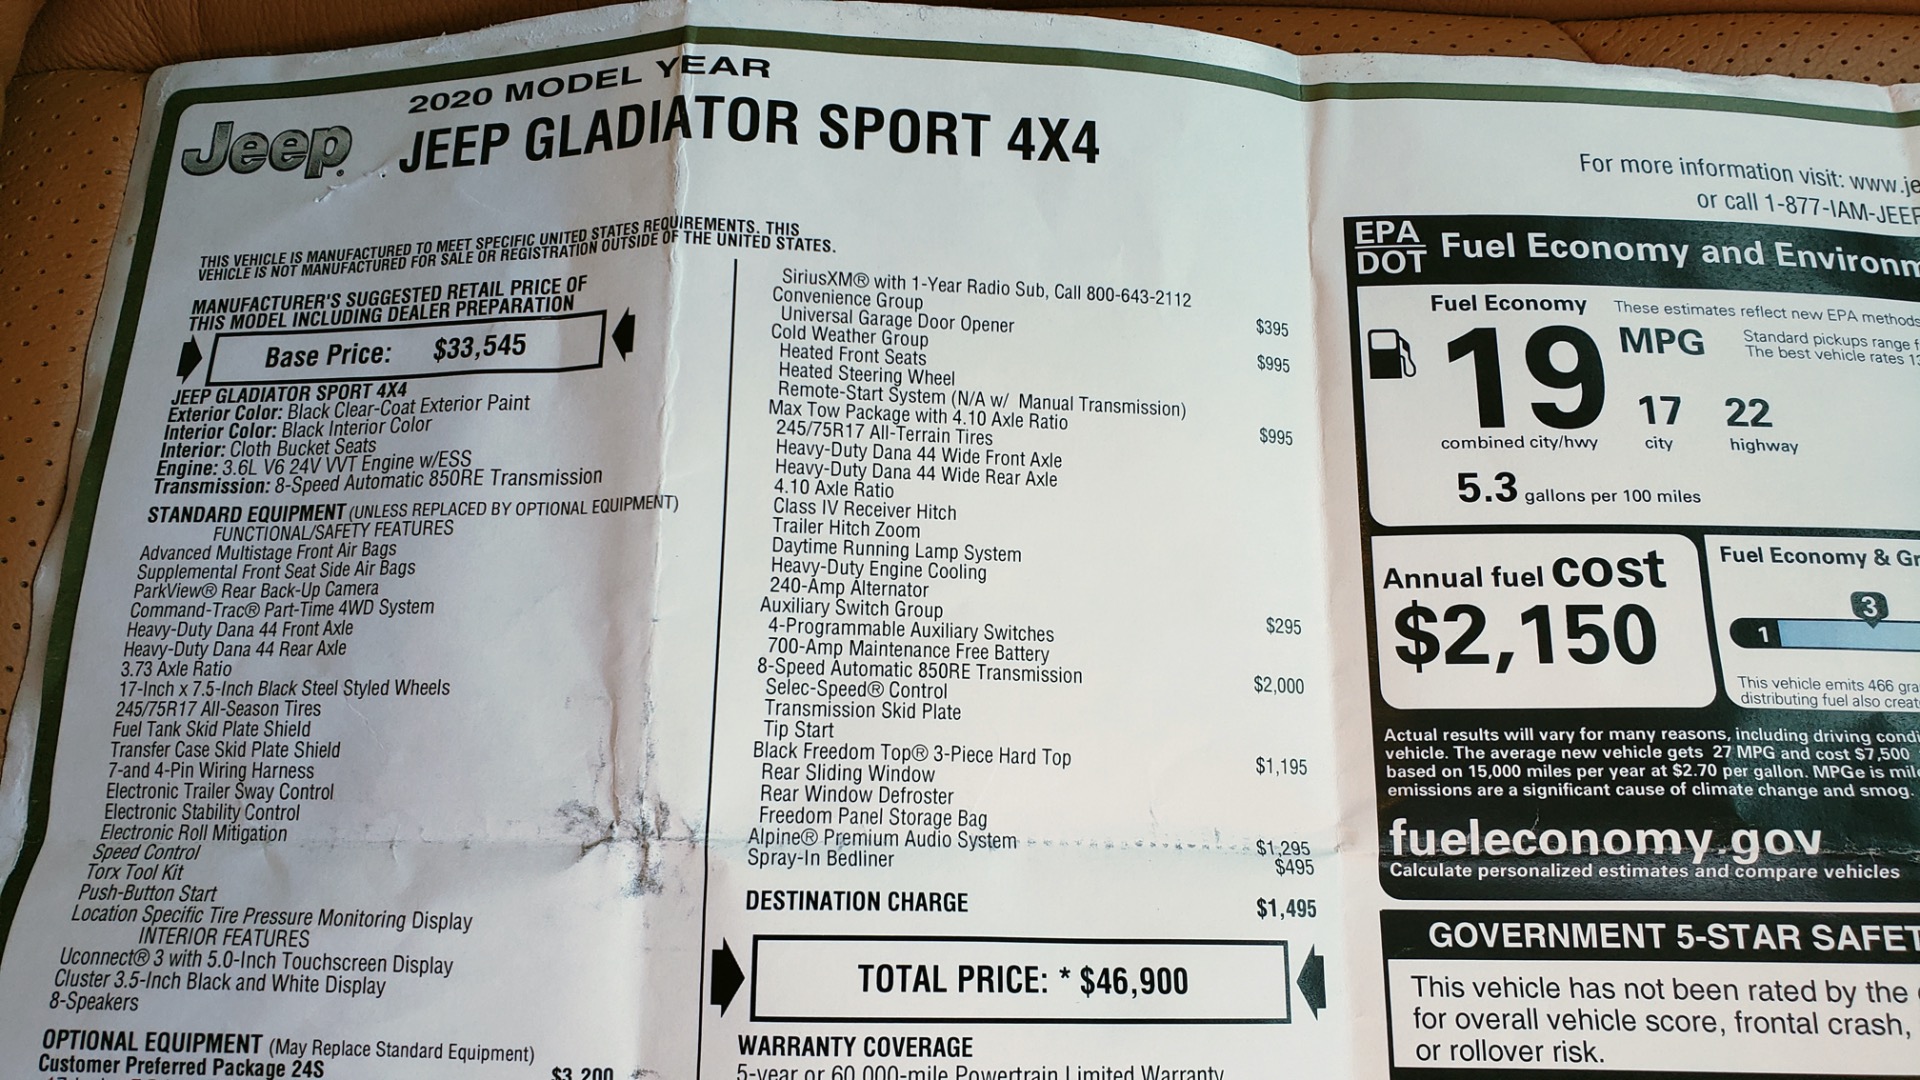 Jeep
2020 MODEL YEAR
JEEP GLADIATOR SPORT 4X4
THIS VEHICLE IS MANUFACTURED TO MEET SPECIFIC UNITED STATES REQUIREMENTS. THIS
VEHICLE IS NOT MANUFACTURED FOR SALE OR REGISTRATION OUTSIDE OF THE UNITED STATES.
MANUFACTURER'S SUGGESTED RETAIL PRICE OF
THIS MODEL INCLUDING DEALER PREPARATION
Base Price: $33,545
JEEP GLADIATOR SPORT 4X4
Exterior Color: Black Clear-Coat Exterior Paint
Interior Color: Black Interior Color
Interior: Cloth Bucket Seats
Engine: 3.6L V6 24V VVT Engine w/ESS
Transmission: 8-Speed Automatic 850RE Transmission
STANDARD EQUIPMENT (UNLESS REPLACED BY OPTIONAL EQUIPMENT)
FUNCTIONAL/SAFETY FEATURES
Advanced Multistage Front Air Bags
Supplemental Front Seat Side Air Bags
ParkView® Rear Back-Up Camera
Command-Trac® Part-Time 4WD System
Heavy-Duty Dana 44 Front Axle
Heavy-Duty Dana 44 Rear Axle
3.73 Axle Ratio
17-Inch x 7.5-Inch Black Steel Styled Wheels
245/75R17 All-Season Tires
Fuel Tank Skid Plate Shield
Transfer Case Skid Plate Shield
7-and 4-Pin Wiring Harness
Electronic Trailer Sway Control
Electronic Stability Control
Electronic Roll Mitigation
Speed Control
Torx Tool Kit
Push-Button Start
Location Specific Tire Pressure Monitoring Display
INTERIOR FEATURES
Uconnect® 3 with 5.0-Inch Touchscreen Display
Cluster 3.5-Inch Black and White Display
8-Speakers
OPTIONAL EQUIPMENT (May Replace Standard Equipment)
Customer Preferred Package 24S $3,200
SiriusXM® with 1-Year Radio Sub, Call 800-643-2112
Convenience Group $395
Universal Garage Door Opener
Cold Weather Group $995
Heated Front Seats
Heated Steering Wheel
Remote-Start System (N/A w/ Manual Transmission)
Max Tow Package with 4.10 Axle Ratio $995
245/75R17 All-Terrain Tires
Heavy-Duty Dana 44 Wide Front Axle
Heavy-Duty Dana 44 Wide Rear Axle
4.10 Axle Ratio
Class IV Receiver Hitch
Trailer Hitch Zoom
Daytime Running Lamp System
Heavy-Duty Engine Cooling
240-Amp Alternator
Auxiliary Switch Group $295
4-Programmable Auxiliary Switches
700-Amp Maintenance Free Battery
8-Speed Automatic 850RE Transmission $2,000
Selec-Speed® Control
Transmission Skid Plate
Tip Start
Black Freedom Top® 3-Piece Hard Top $1,195
Rear Sliding Window
Rear Window Defroster
Freedom Panel Storage Bag
Alpine® Premium Audio System $1,295
Spray-In Bedliner $495
DESTINATION CHARGE $1,495
TOTAL PRICE: * $46,900
WARRANTY COVERAGE
5-year or 60,000-mile Powertrain Limited Warranty
For more information visit: www.je
or call 1-877-IAM-JEEP
EPA
DOT
Fuel Economy and Environm
Fuel Economy
These estimates reflect new EPA methods
19 MPG
Standard pickups range f
The best vehicle rates 13
17 22
combined city/hwy city highway
5.3 gallons per 100 miles
Annual fuel cost
$2,150
Fuel Economy & Gr
3
1
This vehicle emits 466 gra
distributing fuel also creat
Actual results will vary for many reasons, including driving condi
vehicle. The average new vehicle gets 27 MPG and cost $7,500
based on 15,000 miles per year at $2.70 per gallon. MPGe is mile
emissions are a significant cause of climate change and smog.
fueleconomy.gov
Calculate personalized estimates and compare vehicles
GOVERNMENT 5-STAR SAFET
This vehicle has not been rated by the
for overall vehicle score, frontal crash,
or rollover risk.